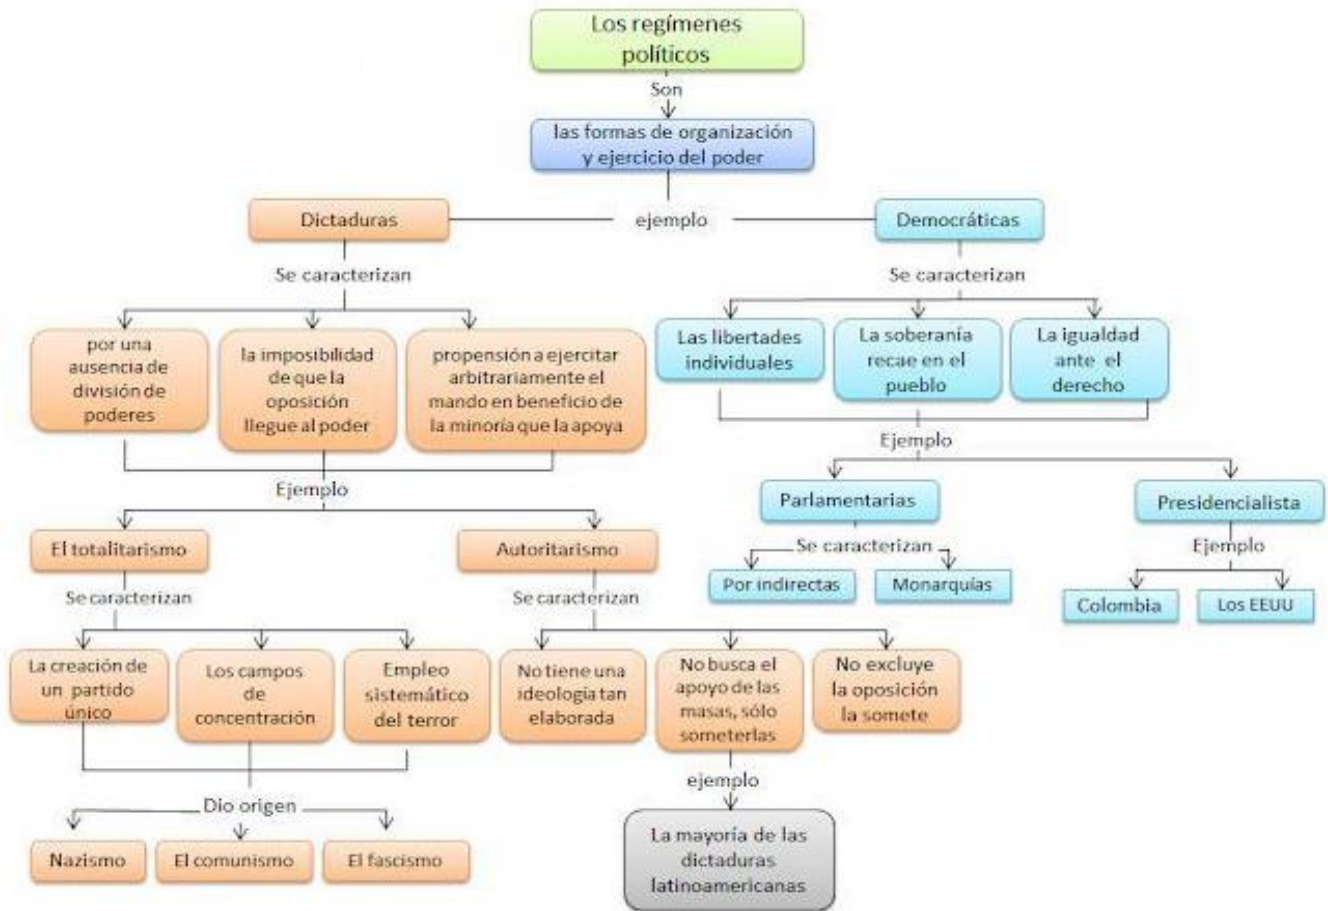 Los regímenes
políticos
Son
las formas de organización
y ejercicio del poder
ejemplo
Dictaduras
Democráticas
Se caracterizan
Se caracterizan
por una
ausencia de
división de
poderes
la imposibilidad
de que la
oposición
llegue al poder
propensión a ejercitar
arbitrariamente el
mando en beneficio de
la minoría que la apoya
Las libertades
individuales
La soberanía
recae en el
pueblo
La igualdad
ante el
derecho
Ejemplo
Ejemplo
El totalitarismo
Autoritarismo
Parlamentarias
Presidencialista
Se caracterizan
Ejemplo
Por indirectas
Monarquías
Colombia
Los EEUU
Se caracterizan
Se caracterizan
La creación de
un partido
único
Los campos
de
concentración
Empleo
sistemático
del terror
No tiene una
ideología tan
elaborada
No busca el
apoyo de las
masas, sólo
someterlas
No excluye
la oposición
la somete
Dio origen
ejemplo
Nazismo
El comunismo
El fascismo
La mayoría de las
dictaduras
latinoamericanas